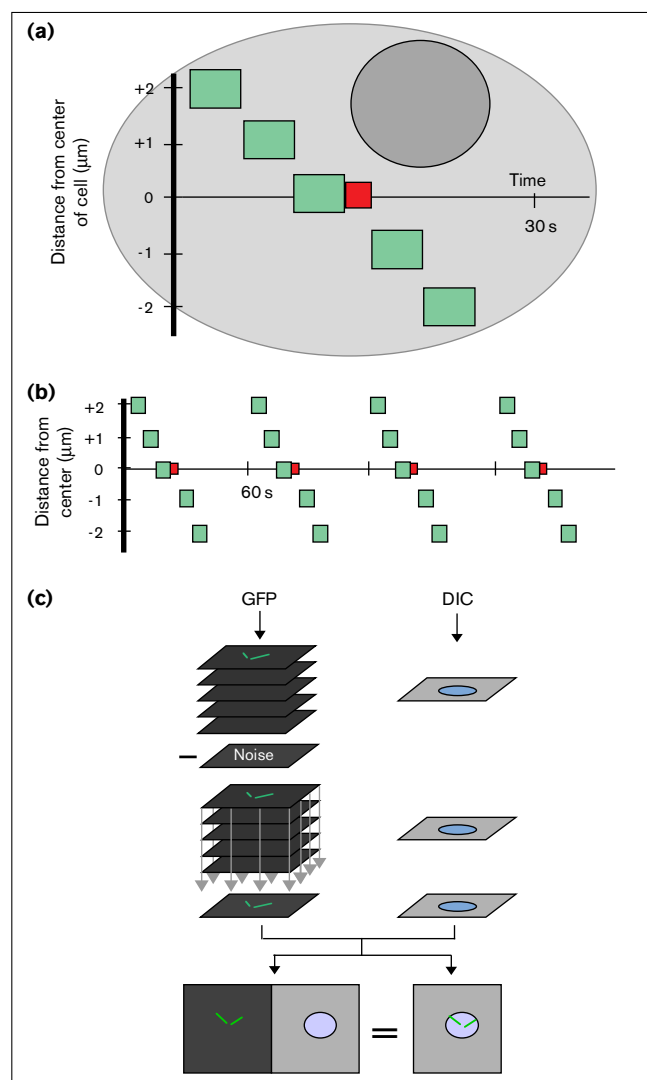 (a)
Distance from center
of cell (µm)
+2
+1
0
-1
-2
Time
30 s
(b)
Distance from
center (µm)
+2
+1
0
-1
-2
60 s
(c)
GFP
DIC
– Noise
=